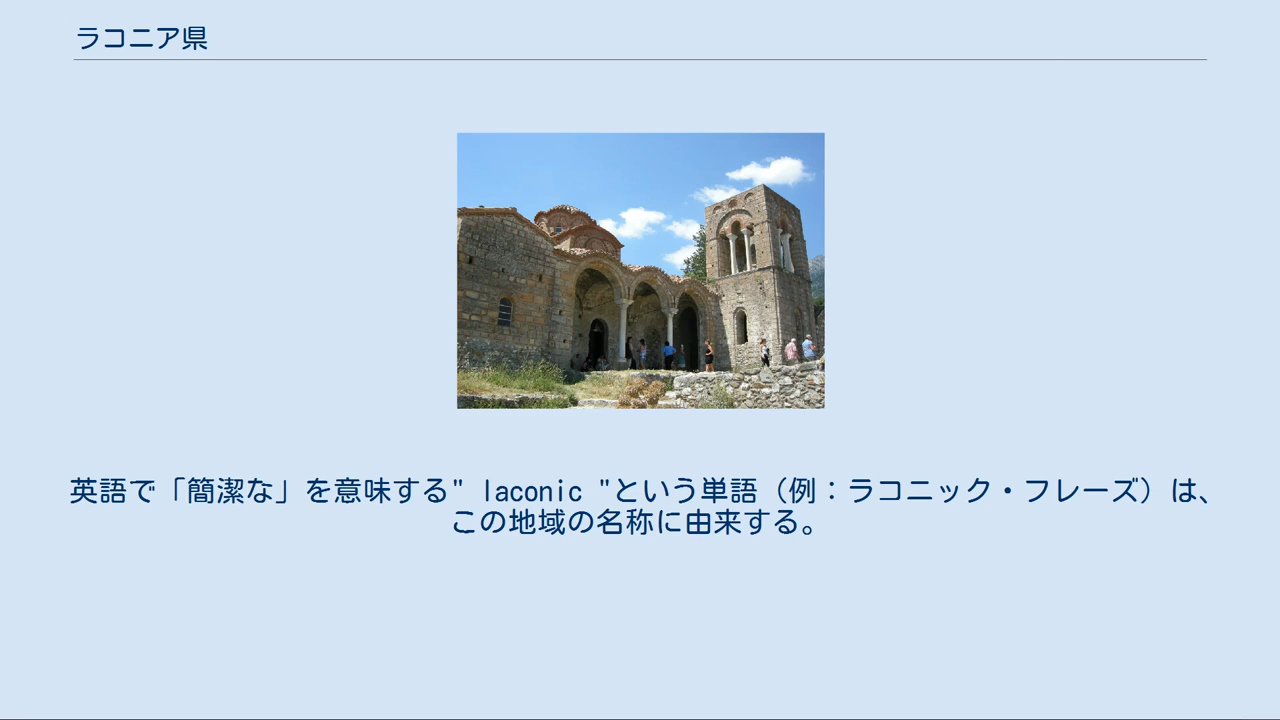 ラコニア県
英語で「簡潔な」を意味する" laconic "という単語（例：ラコニック・フレーズ）は、
この地域の名称に由来する。